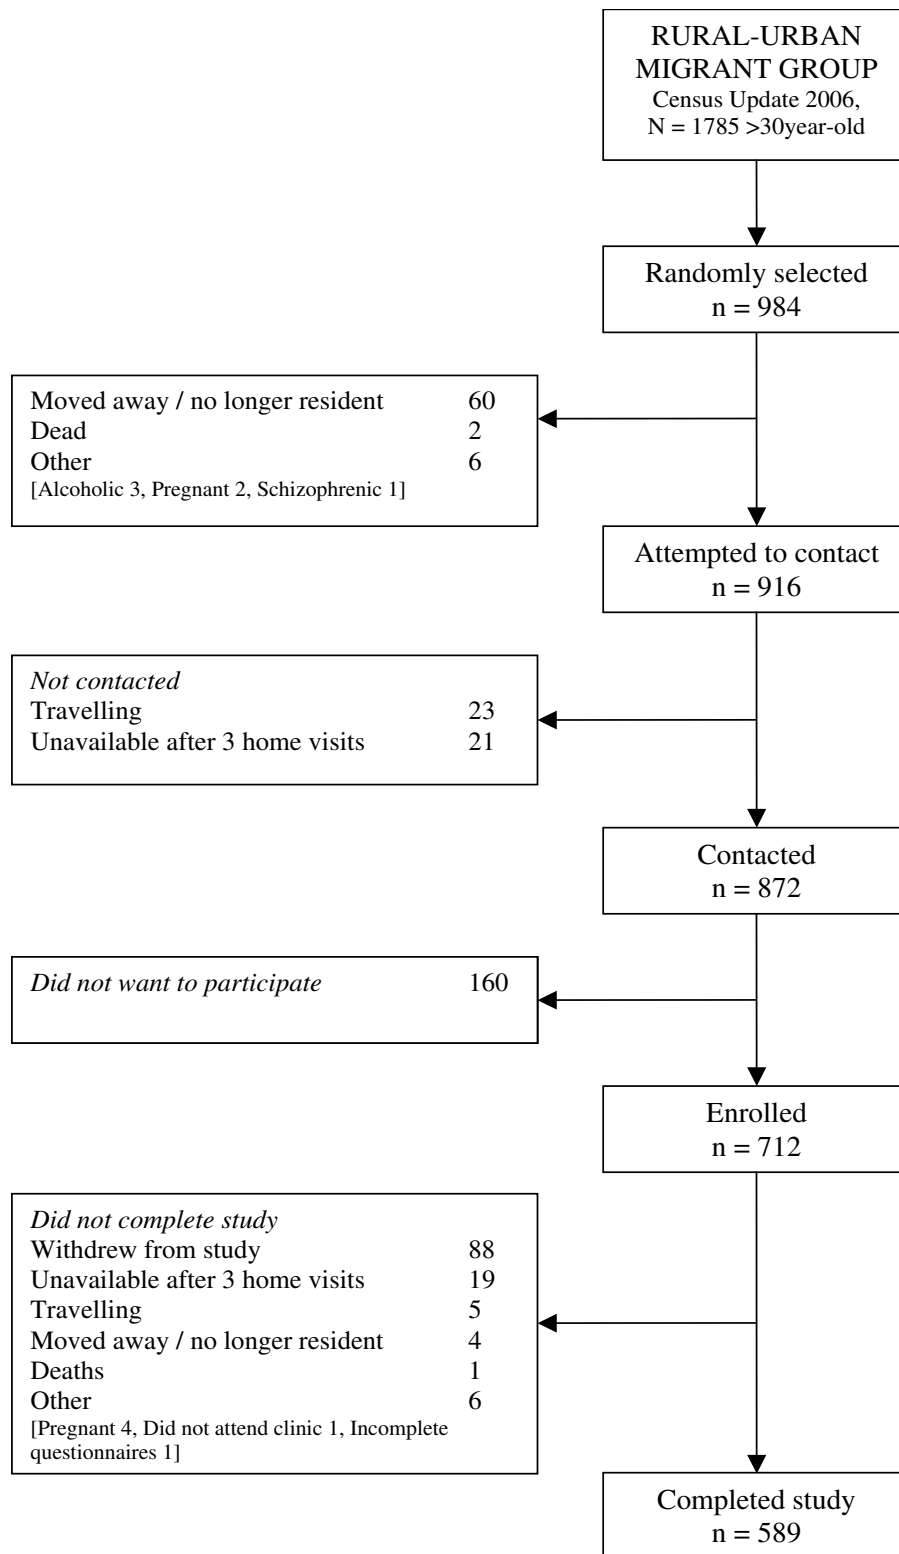 RURAL-URBAN
MIGRANT GROUP
Census Update 2006,
N = 1785 >30year-old
Randomly selected
n = 984
Moved away / no longer resident 60
Dead 2
Other 6
[Alcoholic 3, Pregnant 2, Schizophrenic 1]
Attempted to contact
n = 916
Not contacted
Travelling 23
Unavailable after 3 home visits 21
Contacted
n = 872
Did not want to participate 160
Enrolled
n = 712
Did not complete study
Withdrew from study 88
Unavailable after 3 home visits 19
Travelling 5
Moved away / no longer resident 4
Deaths 1
Other 6
[Pregnant 4, Did not attend clinic 1, Incomplete
questionnaires 1]
Completed study
n = 589